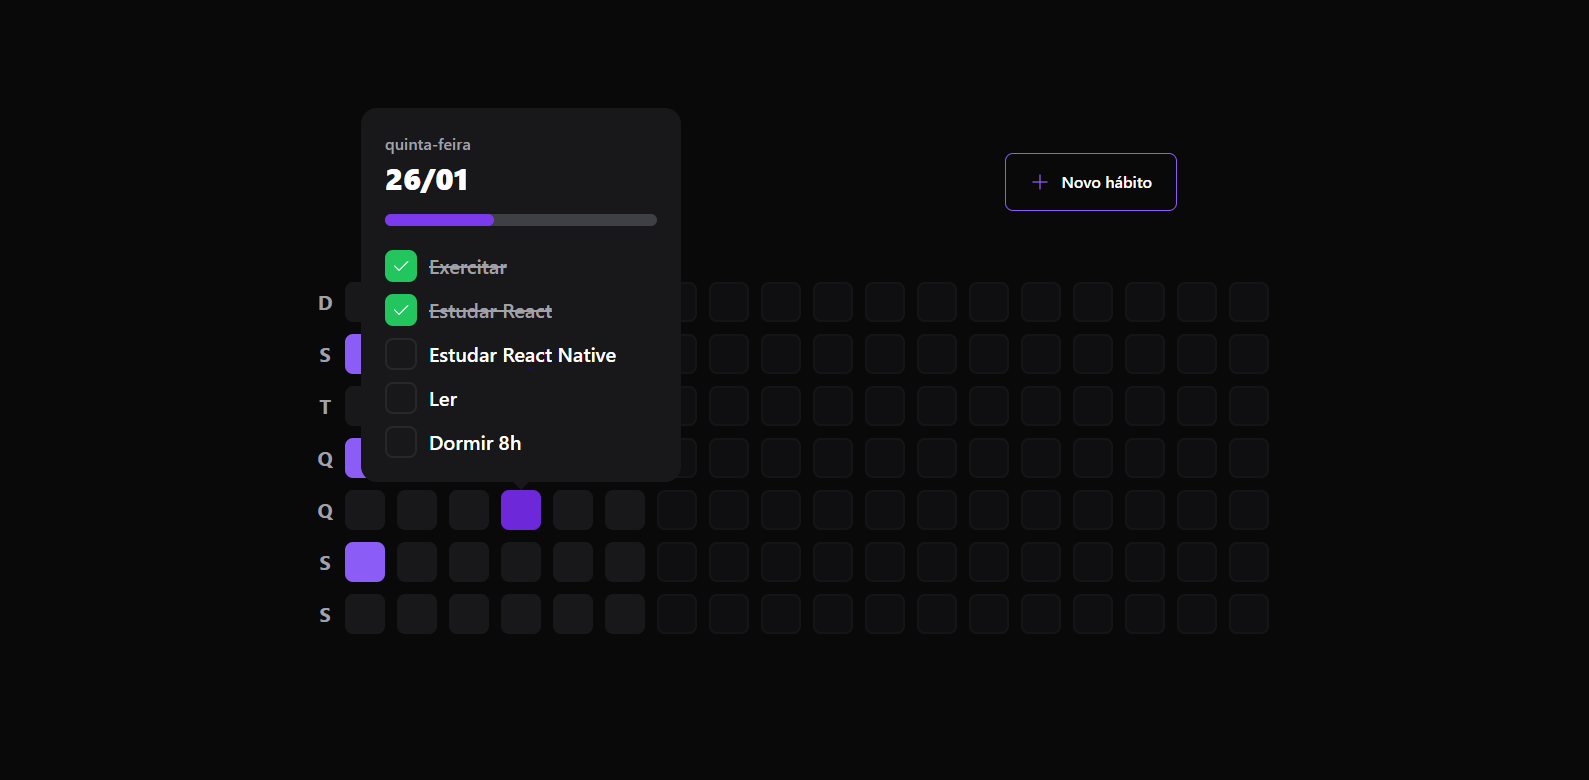 quinta-feira
26/01
Novo hábito
Exercitar
Estudar React
Estudar React Native
Ler
Dormir 8h
D
S
T
Q
Q
S
S